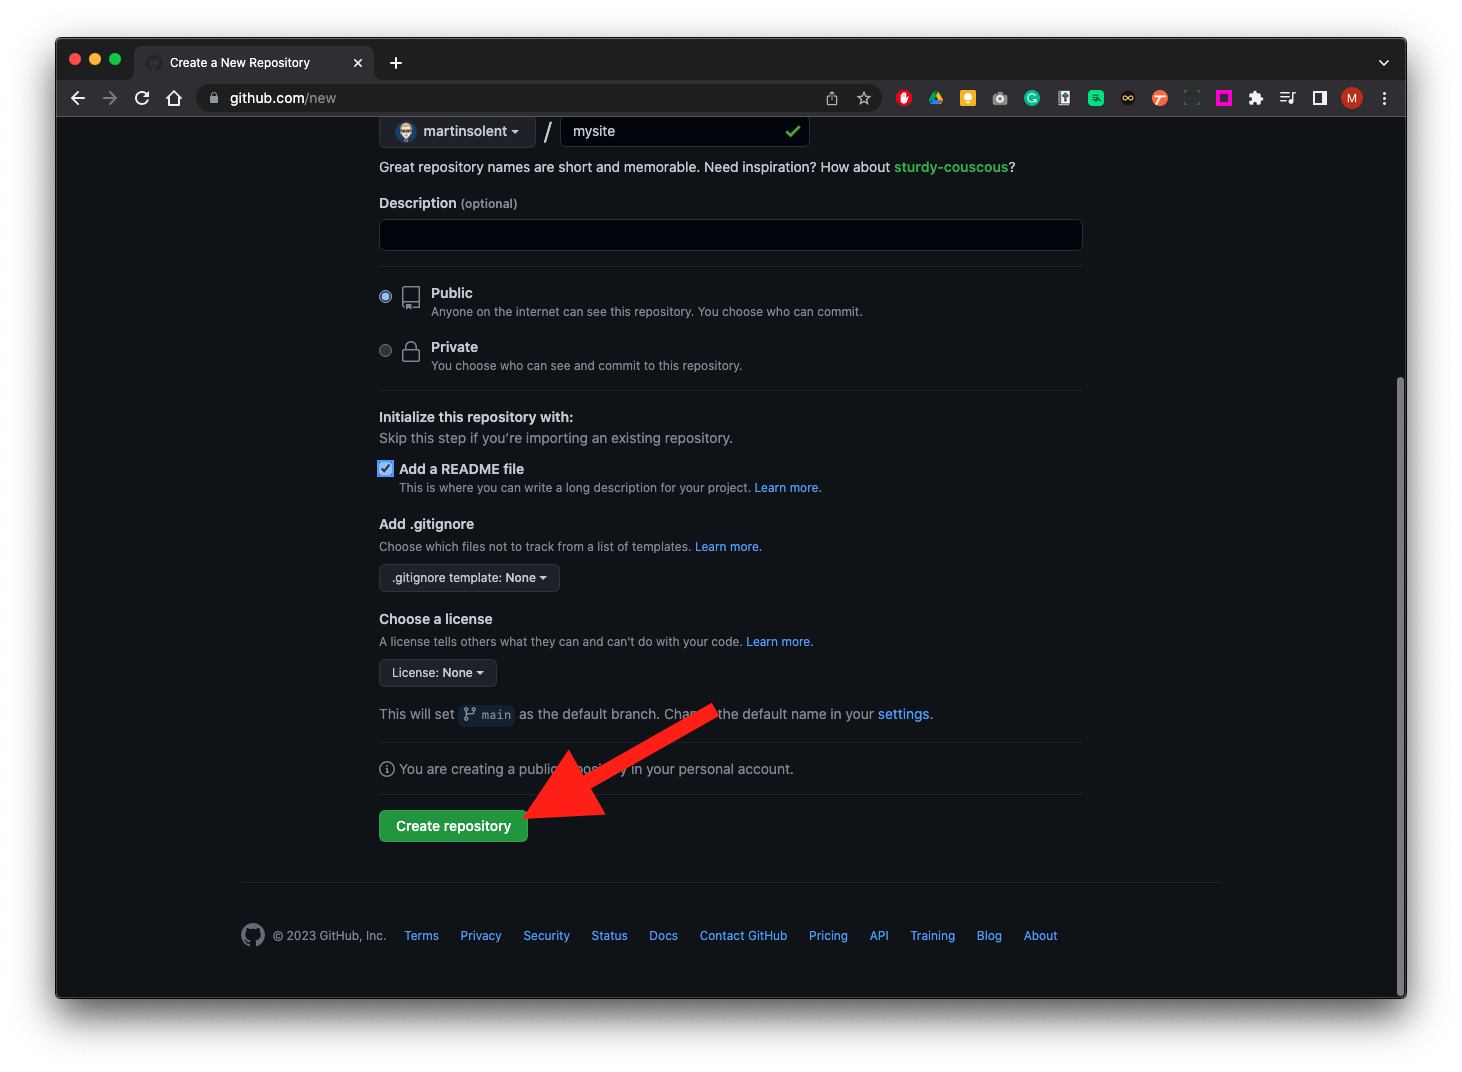 Create a New Repository
github.com/new
M
martinsolent / mysite
Great repository names are short and memorable. Need inspiration? How about sturdy-couscous?
Description (optional)
Public
Anyone on the internet can see this repository. You choose who can commit.
Private
You choose who can see and commit to this repository.
Initialize this repository with:
Skip this step if you’re importing an existing repository.
Add a README file
This is where you can write a long description for your project. Learn more.
Add .gitignore
Choose which files not to track from a list of templates. Learn more.
.gitignore template: None
Choose a license
A license tells others what they can and can't do with your code. Learn more.
License: None
This will set main as the default branch. the default name in your settings.
You are creating a public in your personal account.
Create repository
© 2023 GitHub, Inc. Terms Privacy Security Status Docs Contact GitHub Pricing API Training Blog About